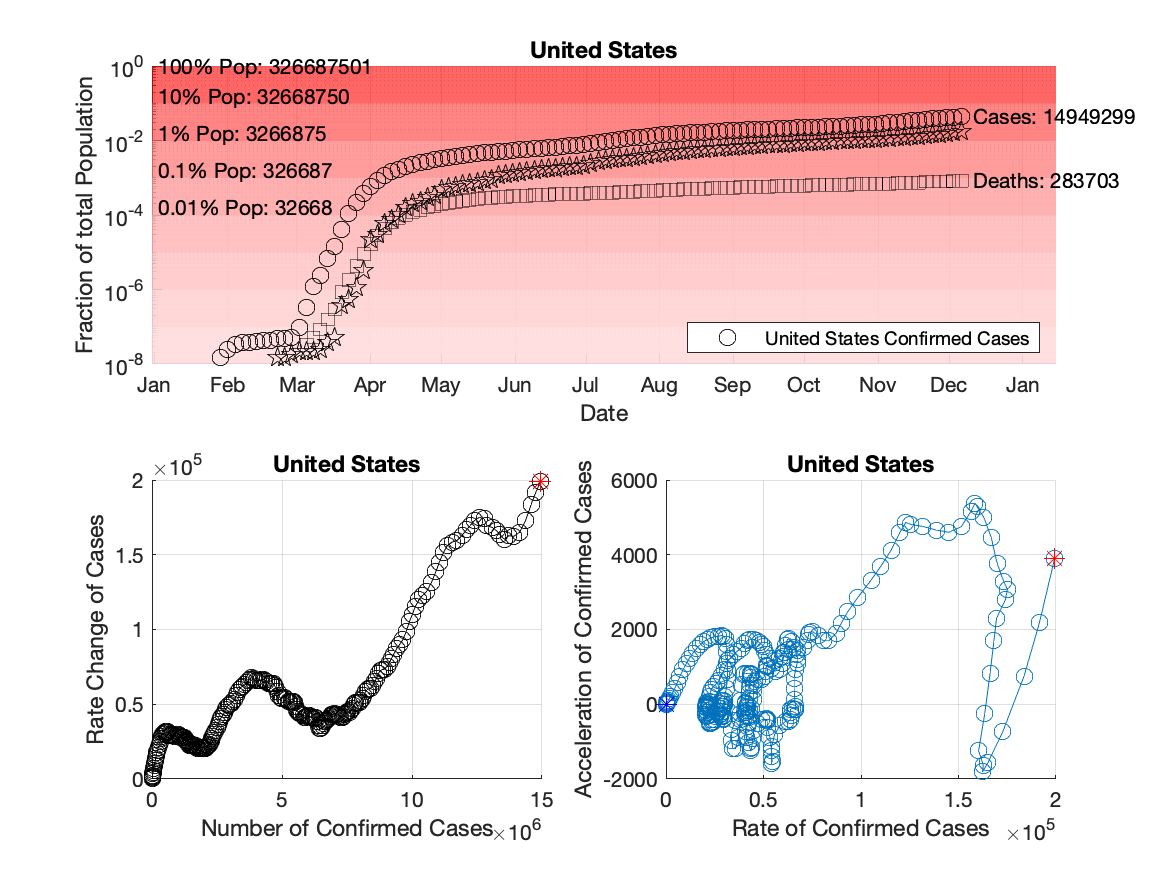 United States
10^0
100% Pop: 326687501
10% Pop: 32668750
Cases: 14949299
10^-2
1% Pop: 3266875
0.1% Pop: 326687
Deaths: 283703
10^-4
0.01% Pop: 32668
10^-6
10^-8
Fraction of total Population
United States Confirmed Cases
Jan Feb Mar Apr May Jun Jul Aug Sep Oct Nov Dec Jan
Date
×10^5
United States
2
1.5
1
0.5
0
Rate Change of Cases
0 5 10 15
Number of Confirmed Cases ×10^6
United States
6000
4000
2000
0
-2000
Acceleration of Confirmed Cases
0 0.5 1 1.5 2
Rate of Confirmed Cases ×10^5